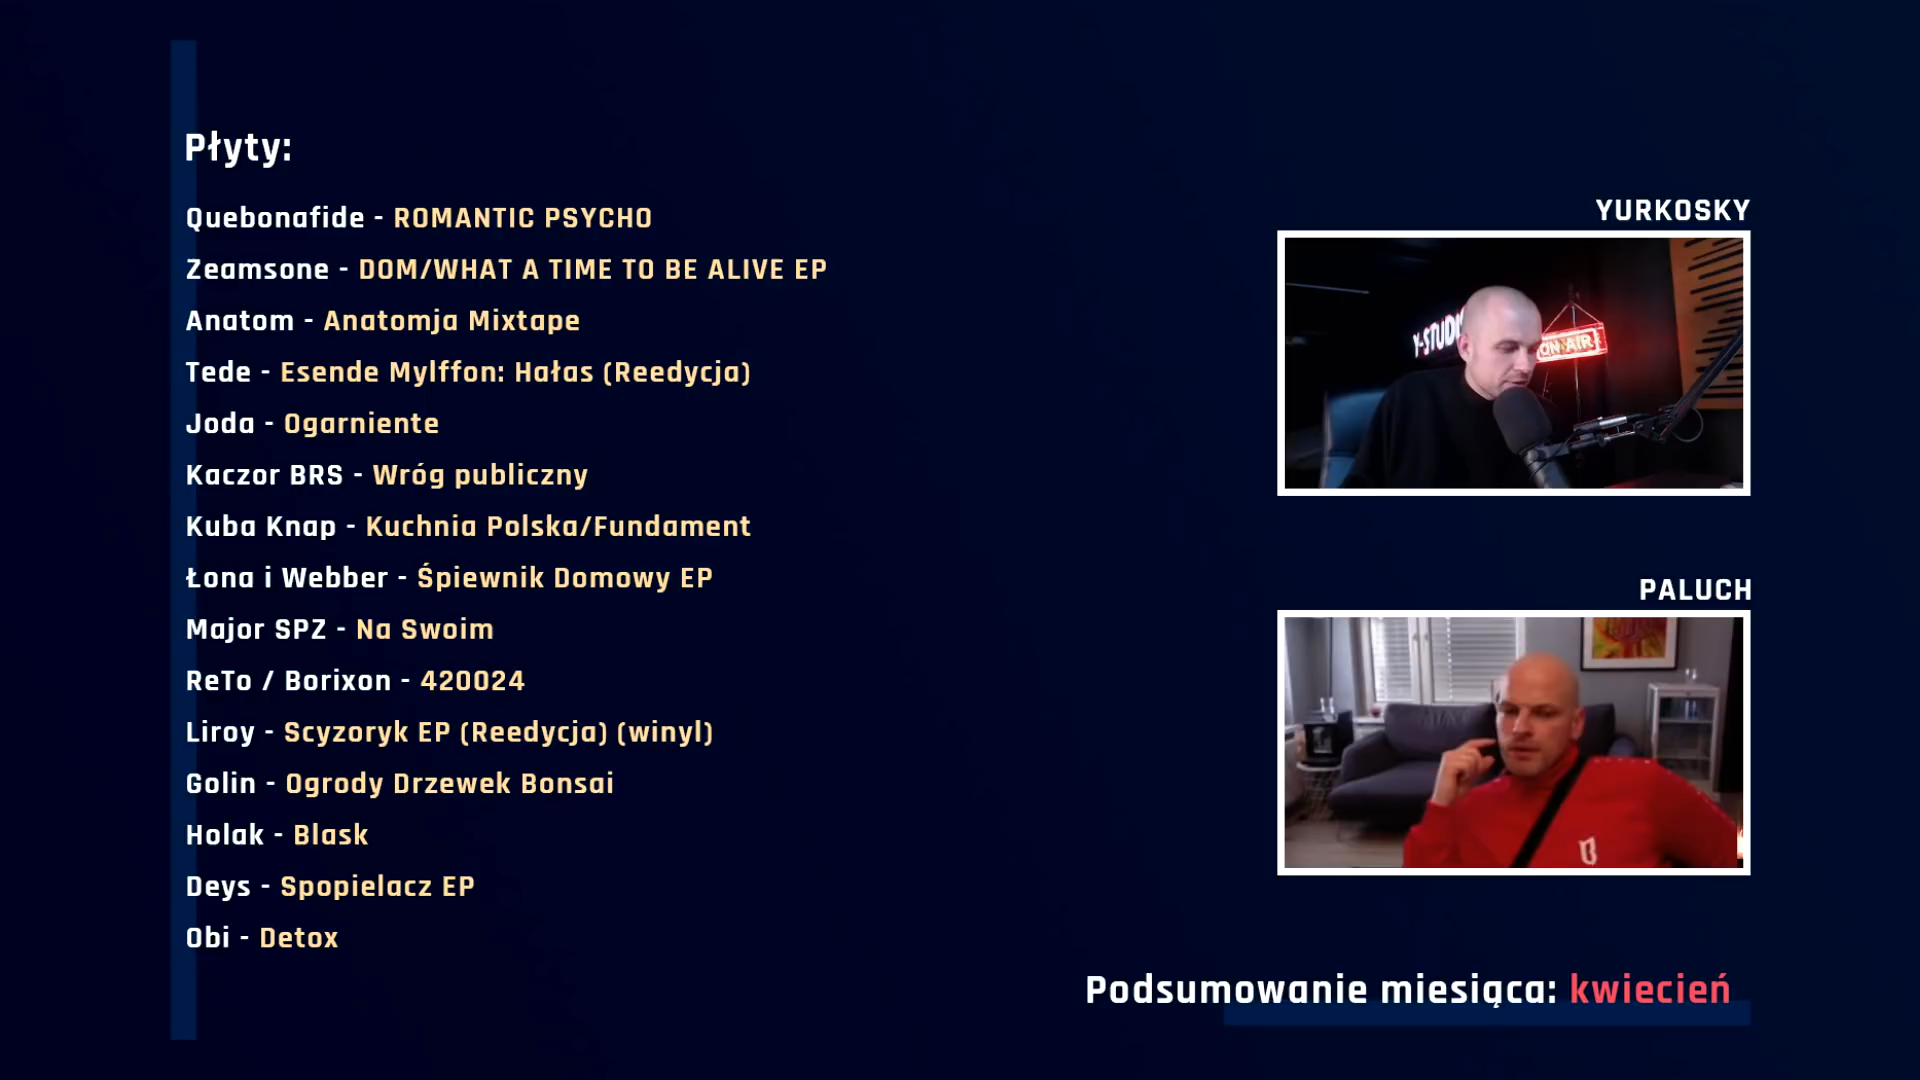 Płyty:
Quebonafide - ROMANTIC PSYCHO
Zeamsone - DOM/WHAT A TIME TO BE ALIVE EP
Anatom - Anatomja Mixtape
Tede - Esende Mylffon: Hałas (Reedycja)
Joda - Ogarniente
Kaczor BRS - Wróg publiczny
Kuba Knap - Kuchnia Polska/Fundament
Łona i Webber - Śpiewnik Domowy EP
Major SPZ - Na Swoim
ReTo / Borixon - 420024
Liroy - Scyzoryk EP (Reedycja) (winyl)
Golin - Ogrody Drzewek Bonsai
Holak - Blask
Deys - Spopielacz EP
Obi - Detox
YURKOSKY
Y-STUDI
ON AIR
PALUCH
Podsumowanie miesiąca: kwiecień